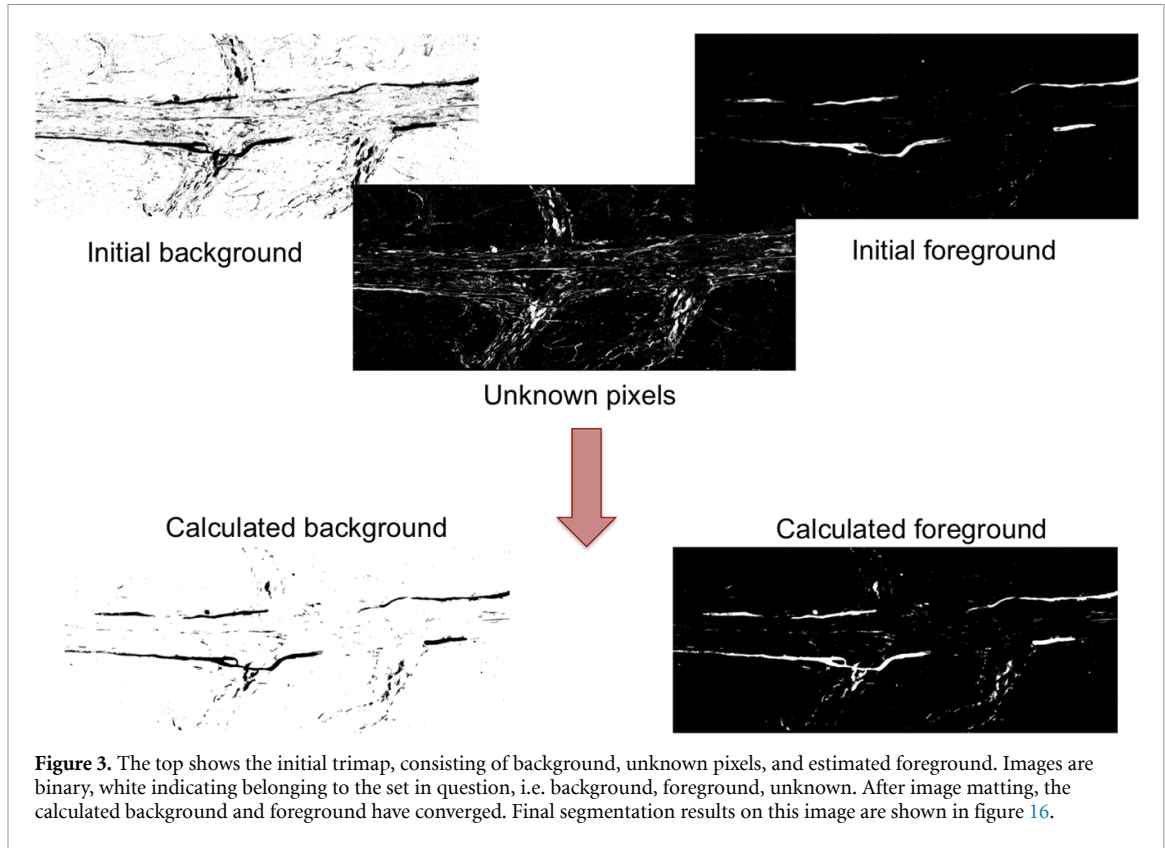 Initial background
Initial foreground
Unknown pixels
Calculated background
Calculated foreground
Figure 3. The top shows the initial trimap, consisting of background, unknown pixels, and estimated foreground. Images are
binary, white indicating belonging to the set in question, i.e. background, foreground, unknown. After image matting, the
calculated background and foreground have converged. Final segmentation results on this image are shown in figure 16.